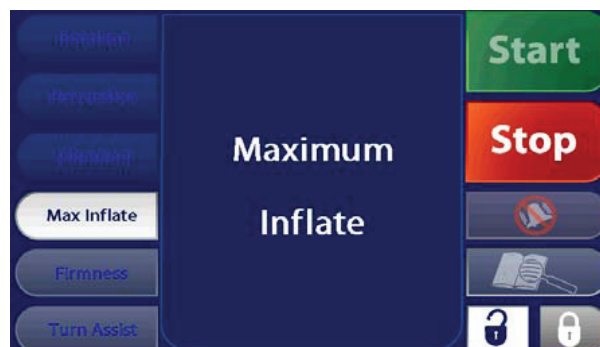 Max Inflate
Firmness
Turn Assist
Maximum
Inflate
Start
Stop